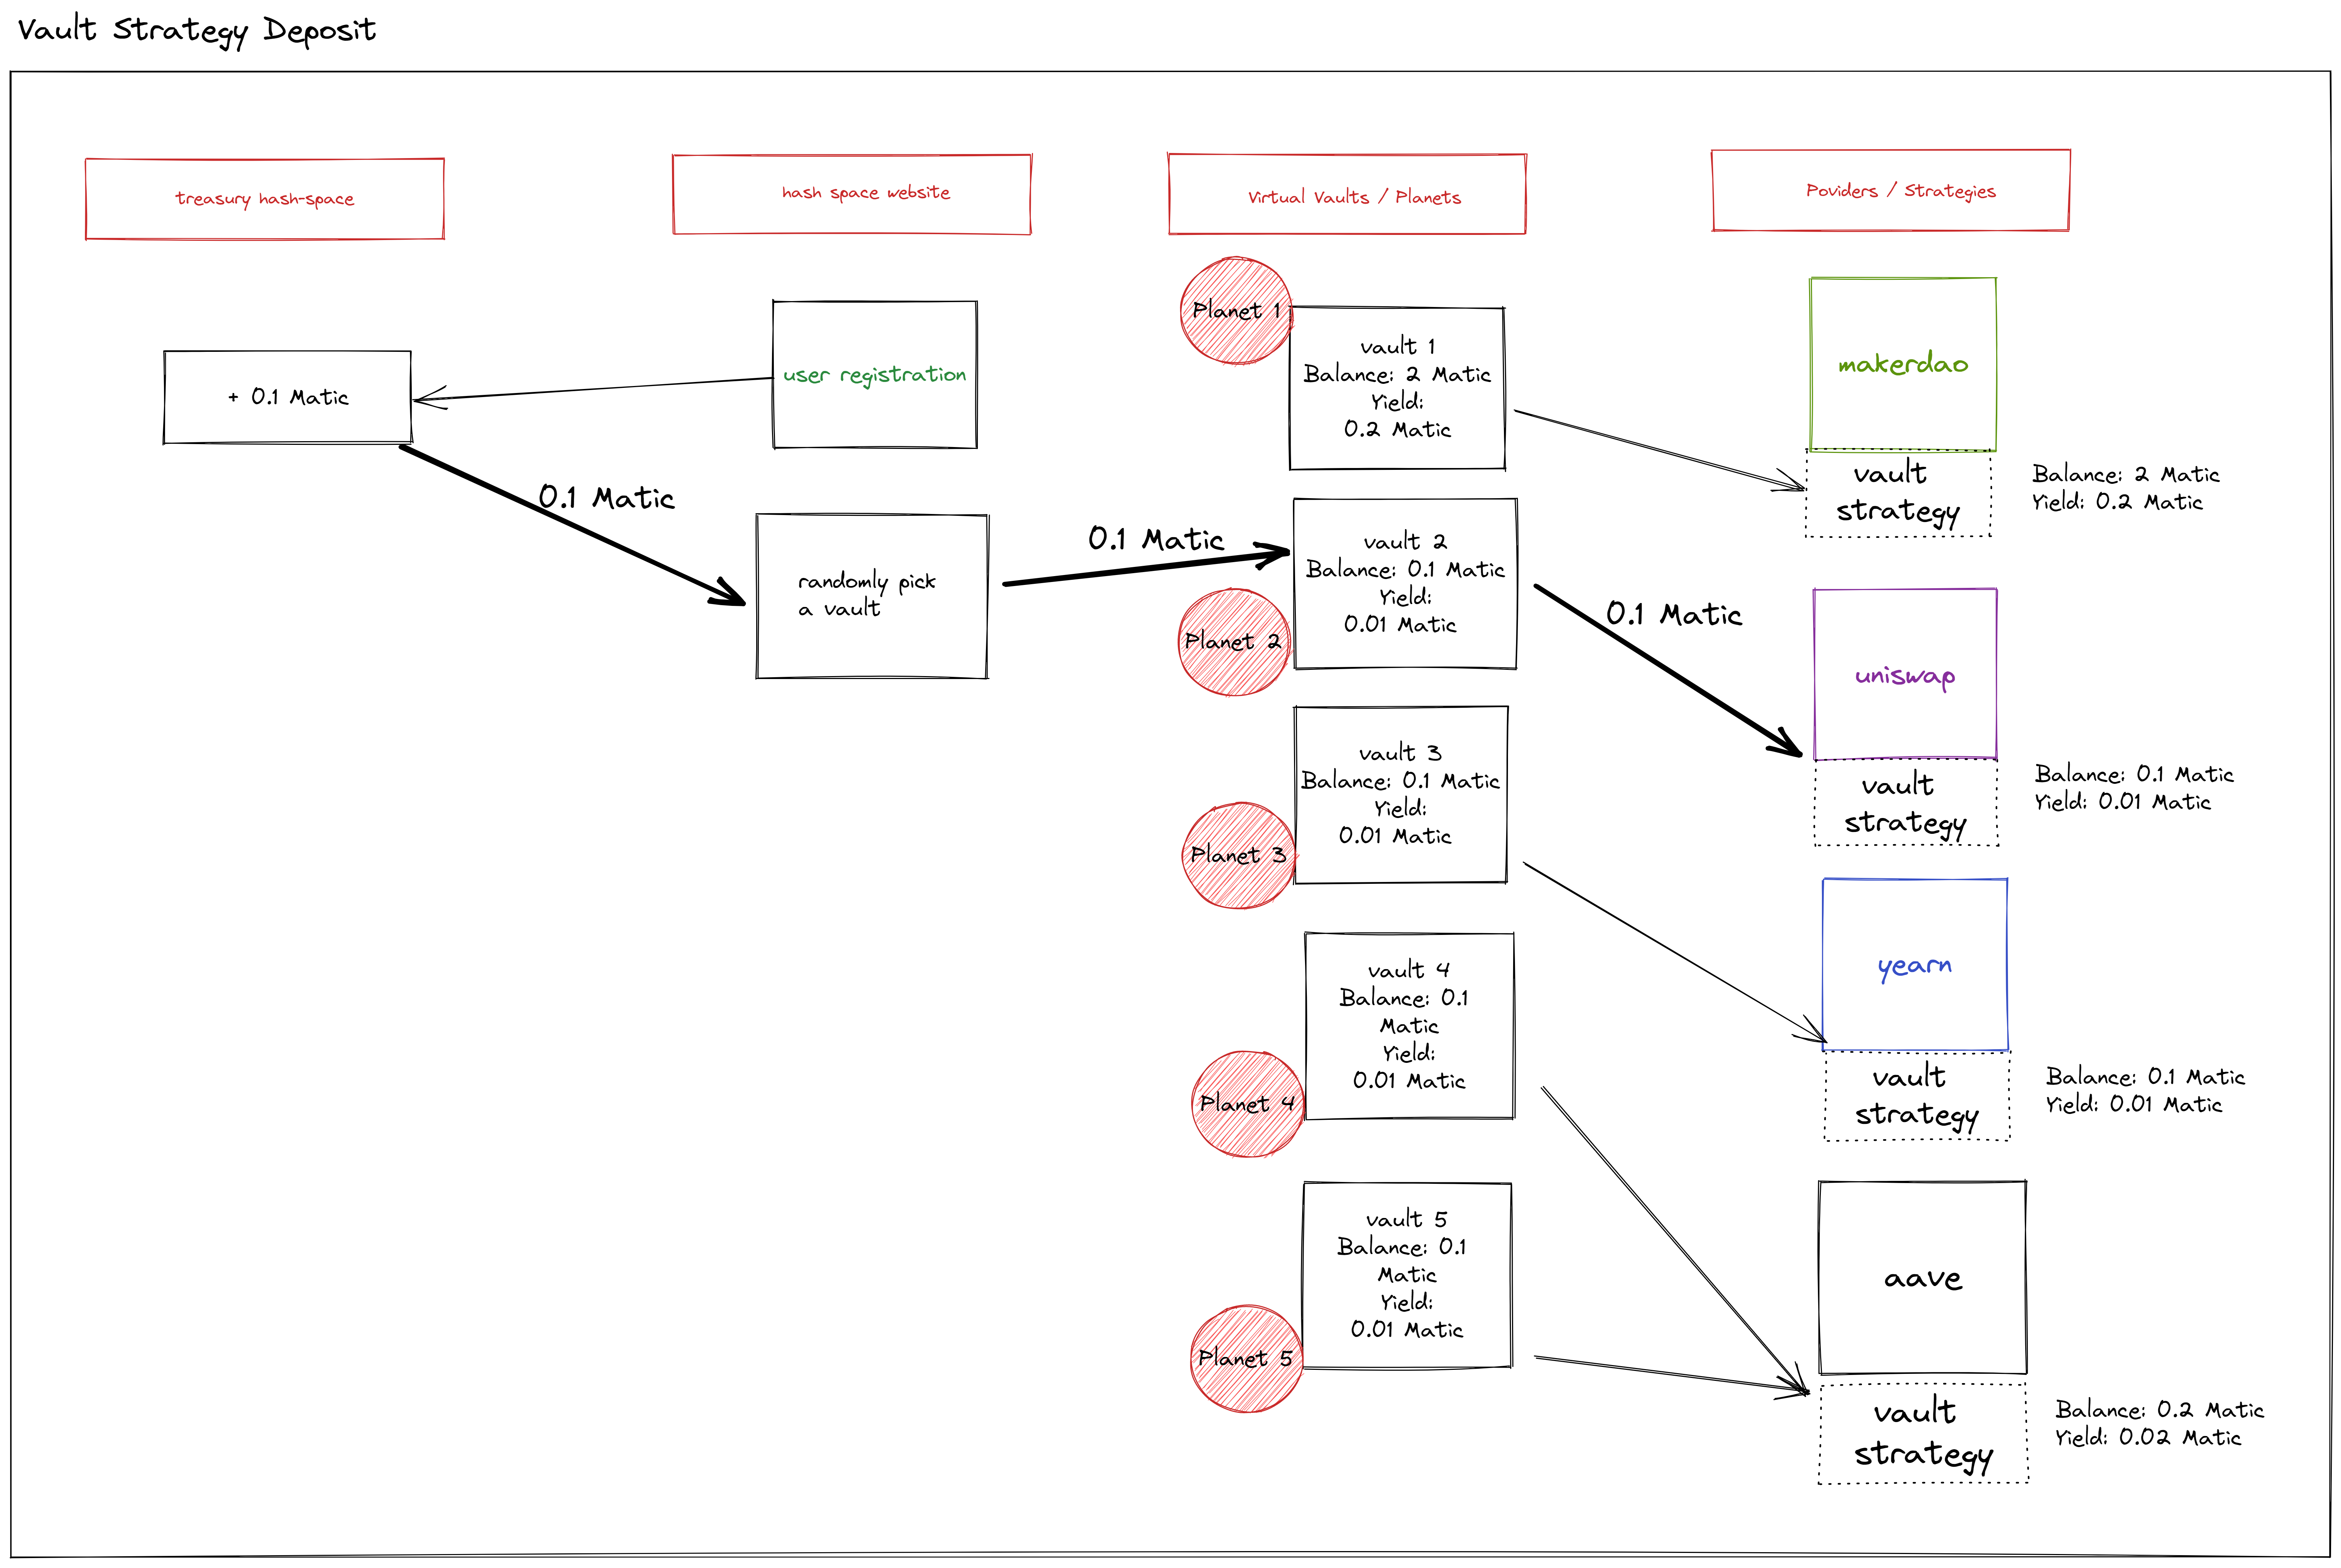 Vault Strategy Deposit
treasury hash-space
hash space website
Virtual Vaults / Planets
Poviders / Strategies
+ 0.1 Matic
user registration
0.1 Matic
randomly pick
a vault
0.1 Matic
Planet 1
vault 1
Balance: 2 Matic
Yield:
0.2 Matic
vault 2
Balance: 0.1 Matic
Yield:
0.01 Matic
Planet 2
0.1 Matic
vault 3
Balance: 0.1 Matic
Yield:
0.01 Matic
Planet 3
vault 4
Balance: 0.1
Matic
Yield:
0.01 Matic
Planet 4
vault 5
Balance: 0.1
Matic
Yield:
0.01 Matic
Planet 5
makerdao
vault
strategy
Balance: 2 Matic
Yield: 0.2 Matic
uniswap
vault
strategy
Balance: 0.1 Matic
Yield: 0.01 Matic
yearn
vault
strategy
Balance: 0.1 Matic
Yield: 0.01 Matic
aave
vault
strategy
Balance: 0.2 Matic
Yield: 0.02 Matic